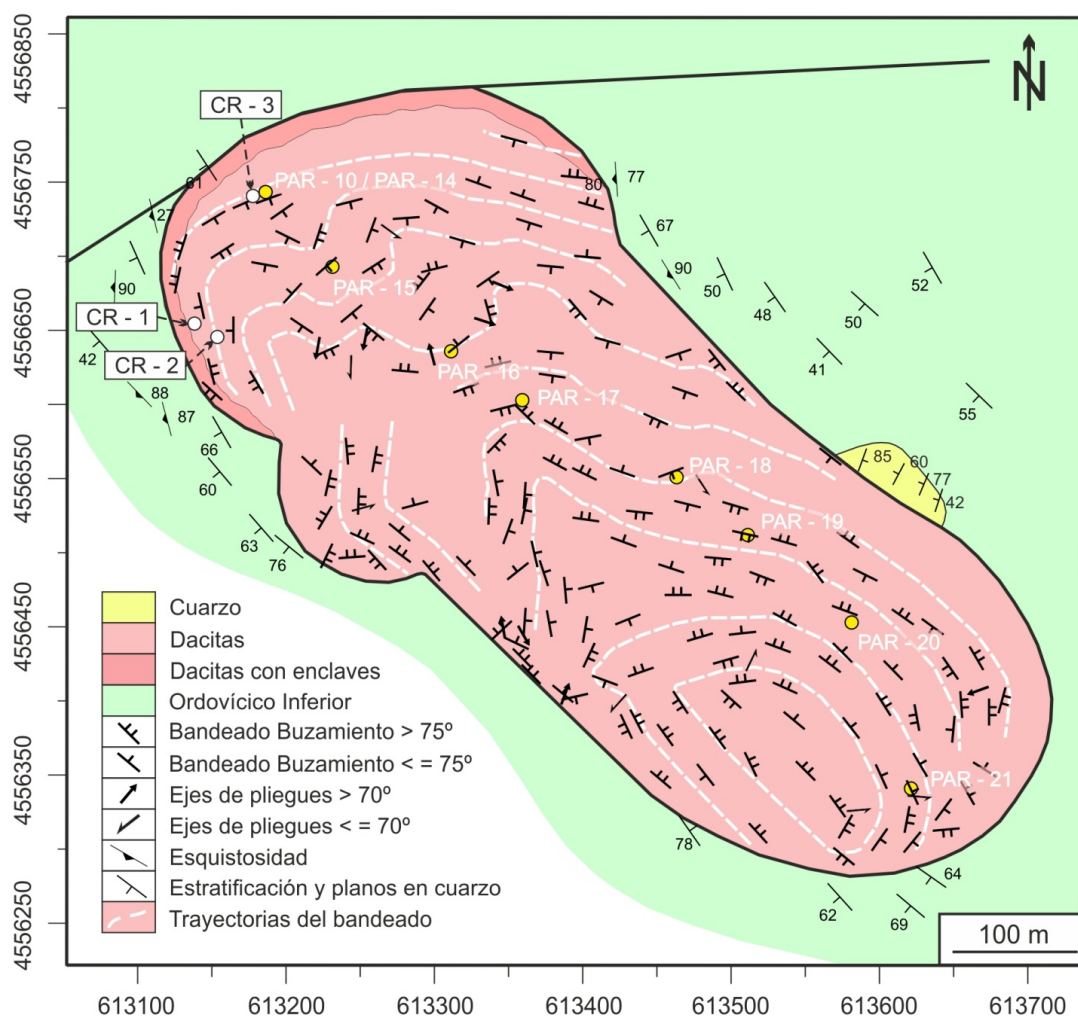 4556850
4556750
4556650
4556550
4556450
4556350
4556250
N
CR - 3
PAR - 10 / PAR - 14
81
27
80
77
67
90
50
48
52
50
41
55
90
PAR - 15
CR - 1
CR - 2
42
88
87
66
60
63
76
PAR - 16
PAR - 17
PAR - 18
85
60
77
42
PAR - 19
PAR - 20
PAR - 21
78
64
62
69
Cuarzo
Dacitas
Dacitas con enclaves
Ordovícico Inferior
Bandeado Buzamiento > 75º
Bandeado Buzamiento < = 75º
Ejes de pliegues > 70º
Ejes de pliegues < = 70º
Esquistosidad
Estratificación y planos en cuarzo
Trayectorias del bandeado
100 m
613100
613200
613300
613400
613500
613600
613700